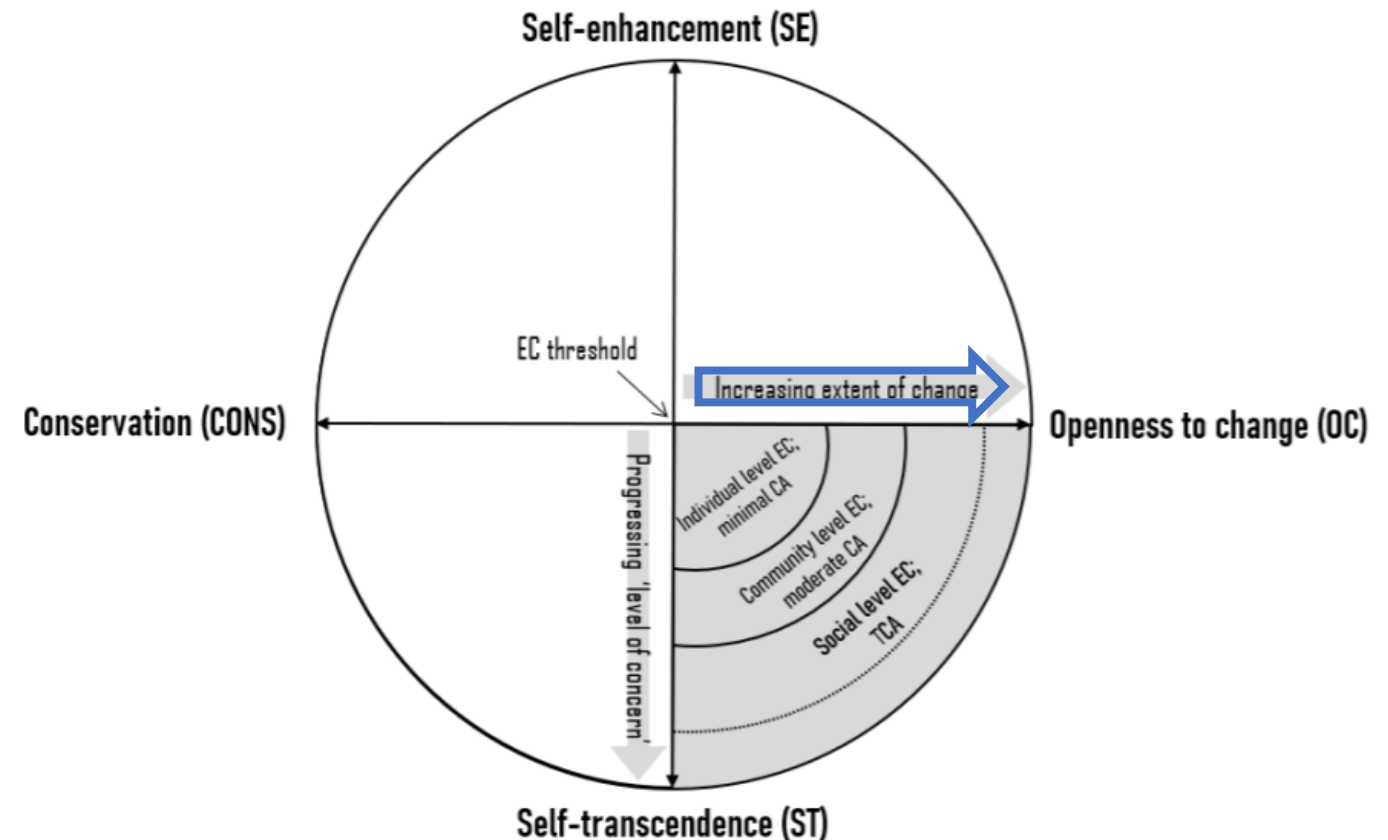 Self-enhancement (SE)
EC threshold
Increasing extent of change
Conservation (CONS)
Openness to change (OC)
Progressing 'level of concern'
Individual level EC;
minimal CA
Community level EC;
moderate CA
Social level EC;
TCA
Self-transcendence (ST)